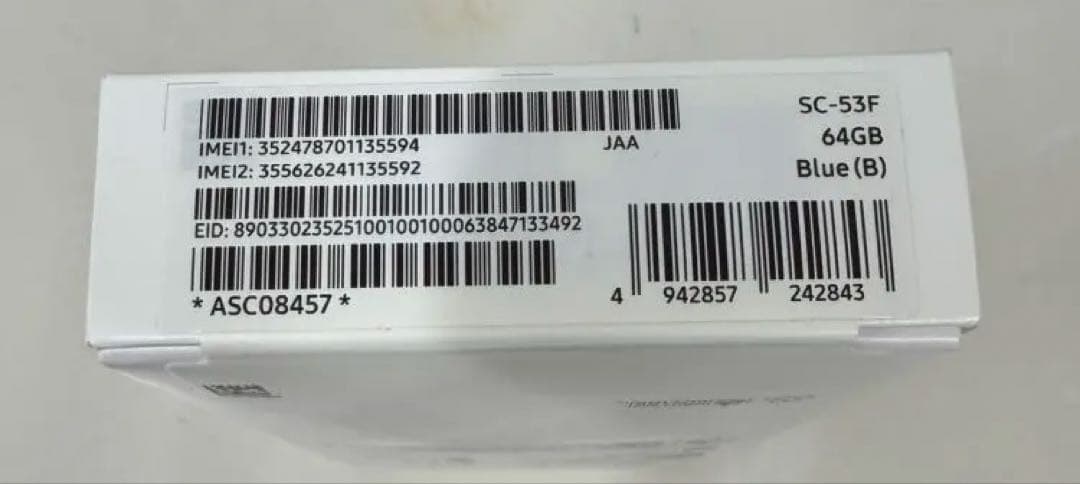 IMEI1: 352478701135594
JAA
IMEI2: 355626241135592
EID: 89033023525100100100063847133492
* ASC08457 *
SC-53F
64GB
Blue (B)
4 942857 242843